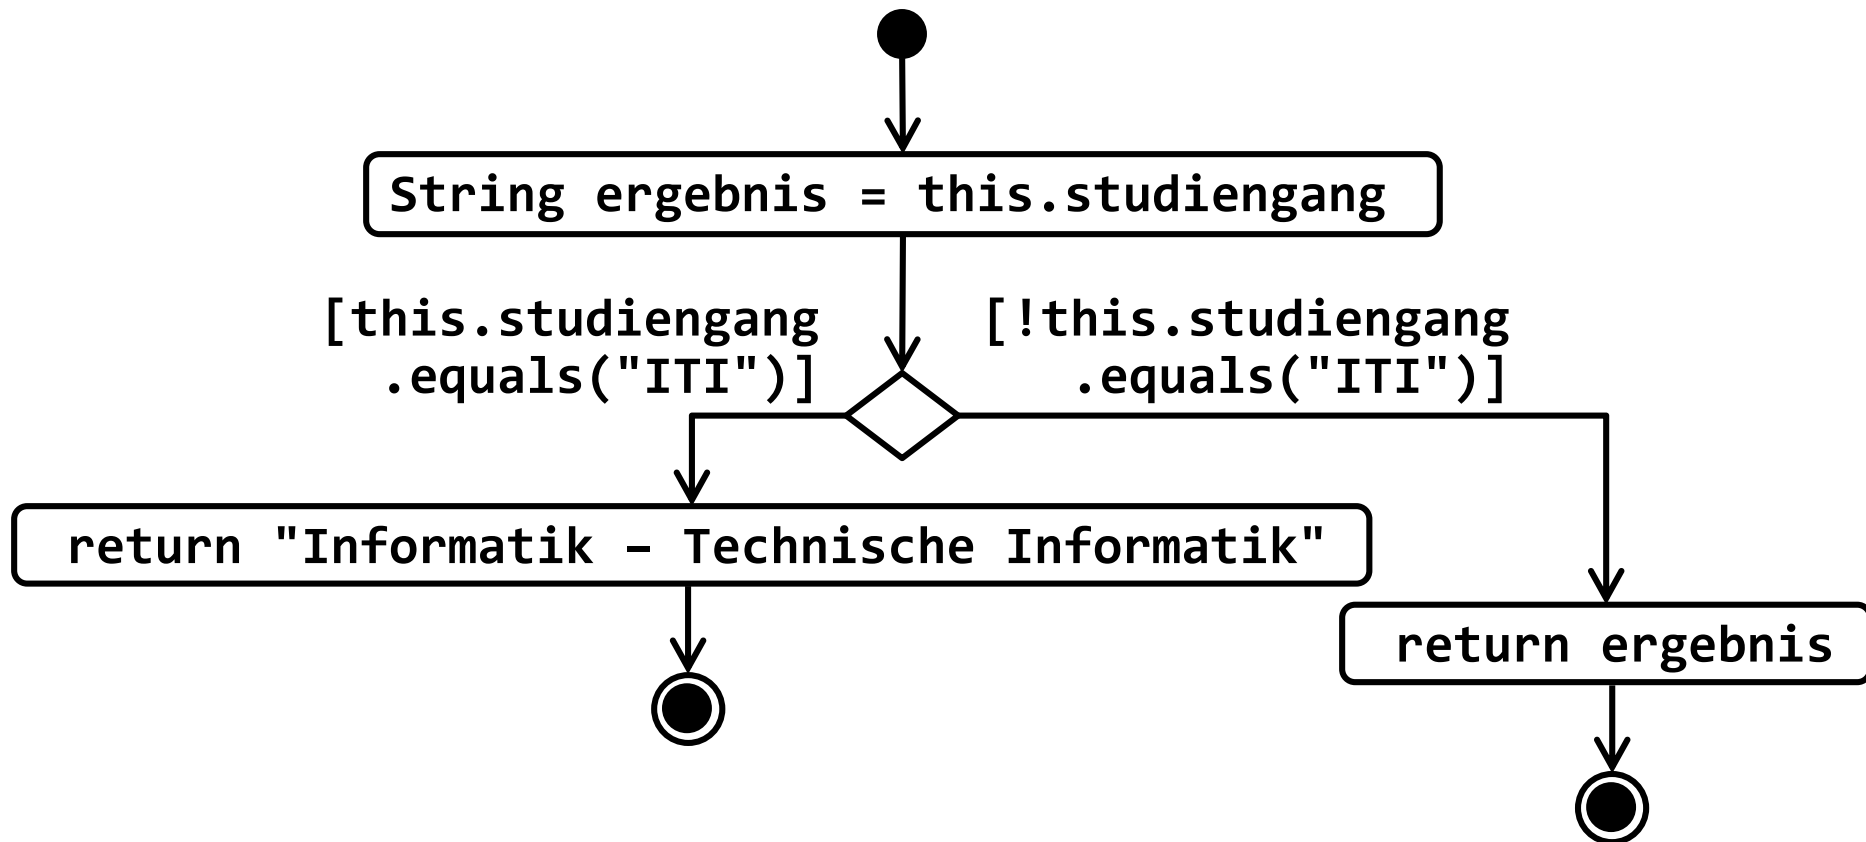 String ergebnis = this.studiengang
[this.studiengang
.equals("ITI")]
[!this.studiengang
.equals("ITI")]
return "Informatik – Technische Informatik"
return ergebnis